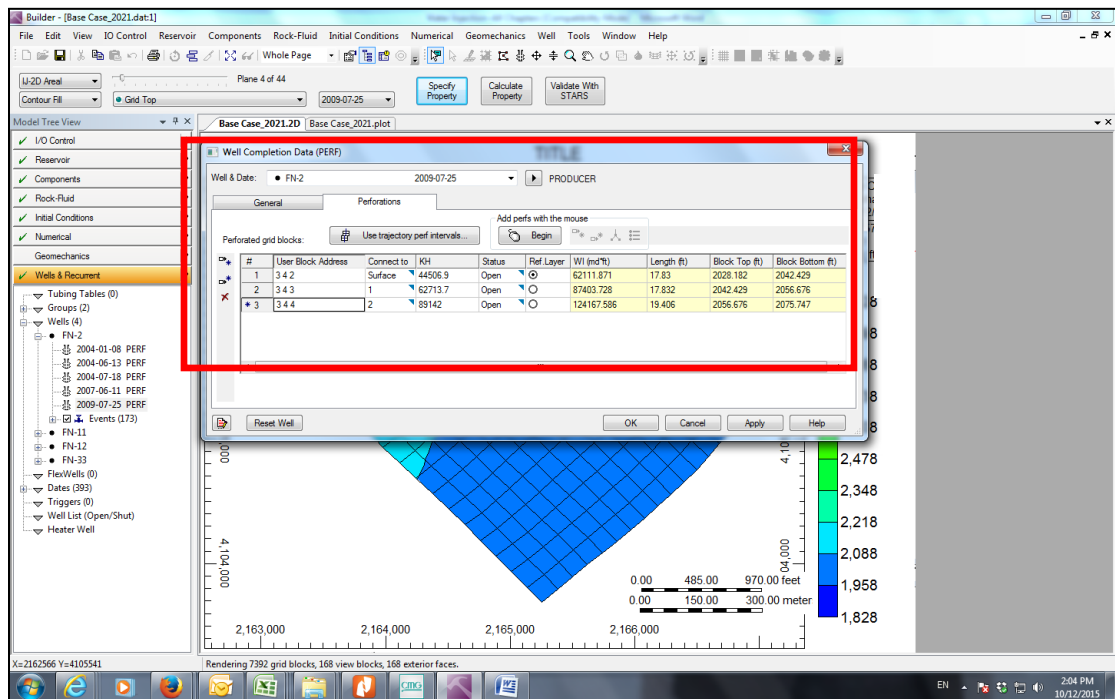 Builder - [Base Case_2021.dat:1]
File Edit View IO Control Reservoir Components Rock-Fluid Initial Conditions Numerical Geomechanics Well Tools Window Help
Whole Page
IJ-2D Areal
Plane 4 of 44
Specify Property
Calculate Property
Validate With STARS
Contour Fill
Grid Top
2009-07-25
Model Tree View
Base Case_2021.2D
Base Case_2021.plot
I/O Control
Reservoir
Components
Rock-Fluid
Initial Conditions
Numerical
Geomechanics
Wells & Recurrent
Tubing Tables (0)
Groups (2)
Wells (4)
FN-2
2004-01-08 PERF
2004-06-13 PERF
2004-07-18 PERF
2007-06-11 PERF
2009-07-25 PERF
Events (173)
FN-11
FN-12
FN-33
FlexWells (0)
Dates (393)
Triggers (0)
Well List (Open/Shut)
Heater Well
TITLE
Well Completion Data (PERF)
Well & Date: FN-2 2009-07-25 PRODUCER
General
Perforations
Add perfs with the mouse
Perforated grid blocks: Use trajectory perf intervals... Begin
# User Block Address Connect to KH Status Ref.Layer WI (md*ft) Length (ft) Block Top (ft) Block Bottom (ft)
1 3 4 2 Surface 44506.9 Open 62111.871 17.83 2028.182 2042.429
2 3 4 3 1 62713.7 Open 87403.728 17.832 2042.429 2056.676
* 3 3 4 4 2 89142 Open 124167.586 19.406 2056.676 2075.747
Reset Well OK Cancel Apply Help
2,478
2,348
2,218
2,088
1,958
1,828
4,104,000
0.00 485.00 970.00 feet
0.00 150.00 300.00 meter
2,163,000 2,164,000 2,165,000 2,166,000
X=2162566 Y=4105541
Rendering 7392 grid blocks, 168 view blocks, 168 exterior faces.
CMG
EN
2:04 PM
10/12/2015